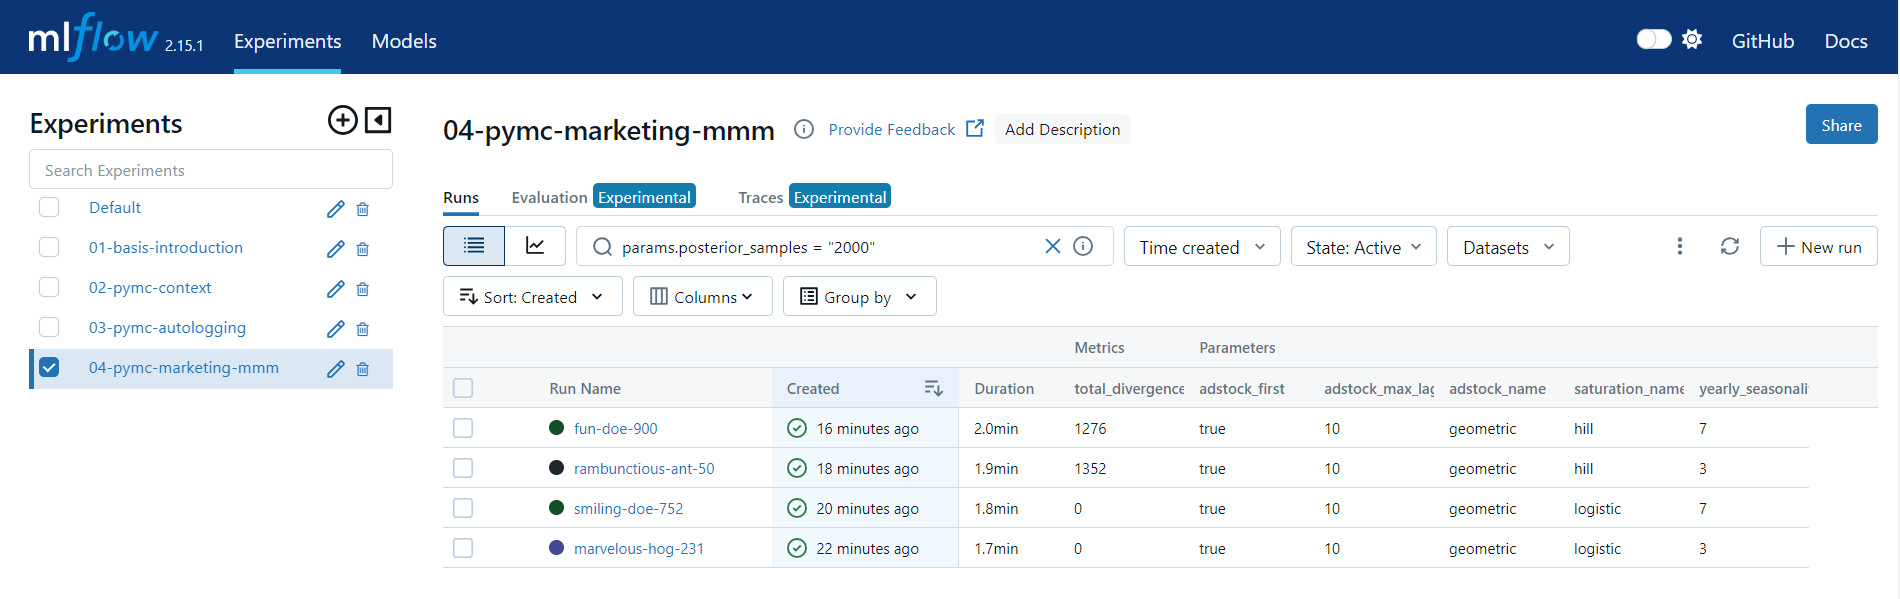 mlflow 2.15.1 Experiments Models GitHub Docs
Experiments
Search Experiments
Default
01-basis-introduction
02-pymc-context
03-pymc-autologging
04-pymc-marketing-mmm
04-pymc-marketing-mmm Provide Feedback Add Description Share
Runs Evaluation Experimental Traces Experimental
params.posterior_samples = "2000" Time created State: Active Datasets New run
Sort: Created Columns Group by
Metrics Parameters
Run Name Created Duration total_divergence adstock_first adstock_max_lag adstock_name saturation_name yearly_seasonali
fun-doe-900 16 minutes ago 2.0min 1276 true 10 geometric hill 7
rambunctious-ant-50 18 minutes ago 1.9min 1352 true 10 geometric hill 3
smiling-doe-752 20 minutes ago 1.8min 0 true 10 geometric logistic 7
marvelous-hog-231 22 minutes ago 1.7min 0 true 10 geometric logistic 3